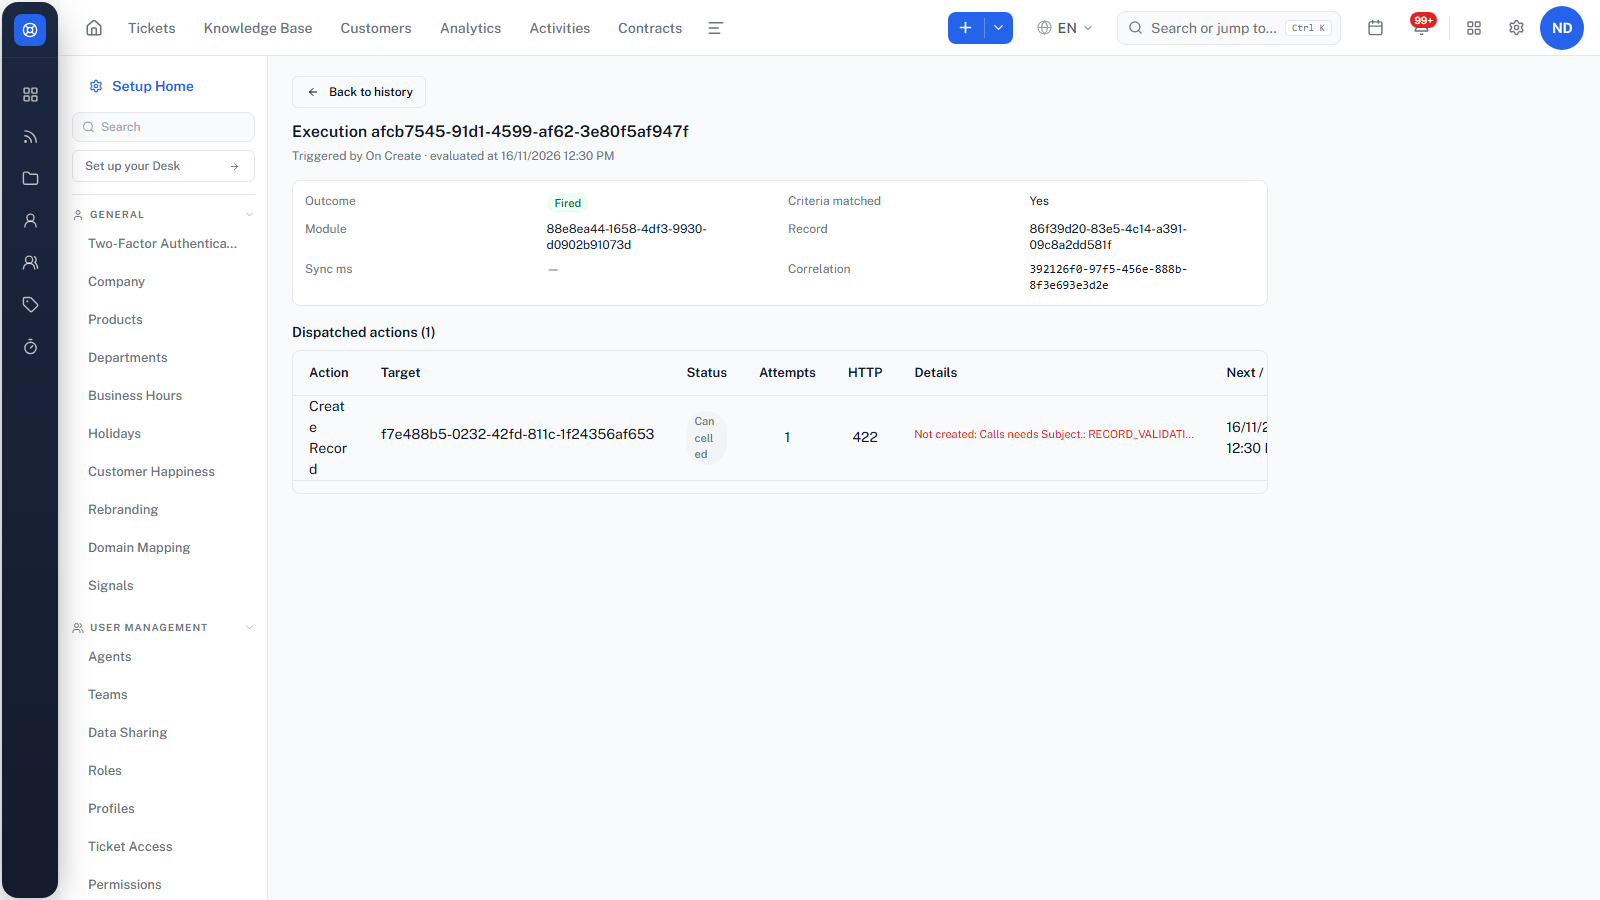 Tickets
Knowledge Base
Customers
Analytics
Activities
Contracts
EN
Search or jump to...
Ctrl K
99+
ND
Setup Home
Search
Set up your Desk
GENERAL
Two-Factor Authentica...
Company
Products
Departments
Business Hours
Holidays
Customer Happiness
Rebranding
Domain Mapping
Signals
USER MANAGEMENT
Agents
Teams
Data Sharing
Roles
Profiles
Ticket Access
Permissions
Back to history
Execution afcb7545-91d1-4599-af62-3e80f5af947f
Triggered by On Create · evaluated at 16/11/2026 12:30 PM
Outcome
Fired
Criteria matched
Yes
Module
88e8ea44-1658-4df3-9930-
d0902b91073d
Record
86f39d20-83e5-4c14-a391-
09c8a2dd581f
Sync ms
—
Correlation
392126f0-97f5-456e-888b-
8f3e693e3d2e
Dispatched actions (1)
Action
Target
Status
Attempts
HTTP
Details
Next /
Creat
e
Recor
d
f7e488b5-0232-42fd-811c-1f24356af653
Can
cell
ed
1
422
Not created: Calls needs Subject.: RECORD_VALIDATI...
16/11/2
12:30